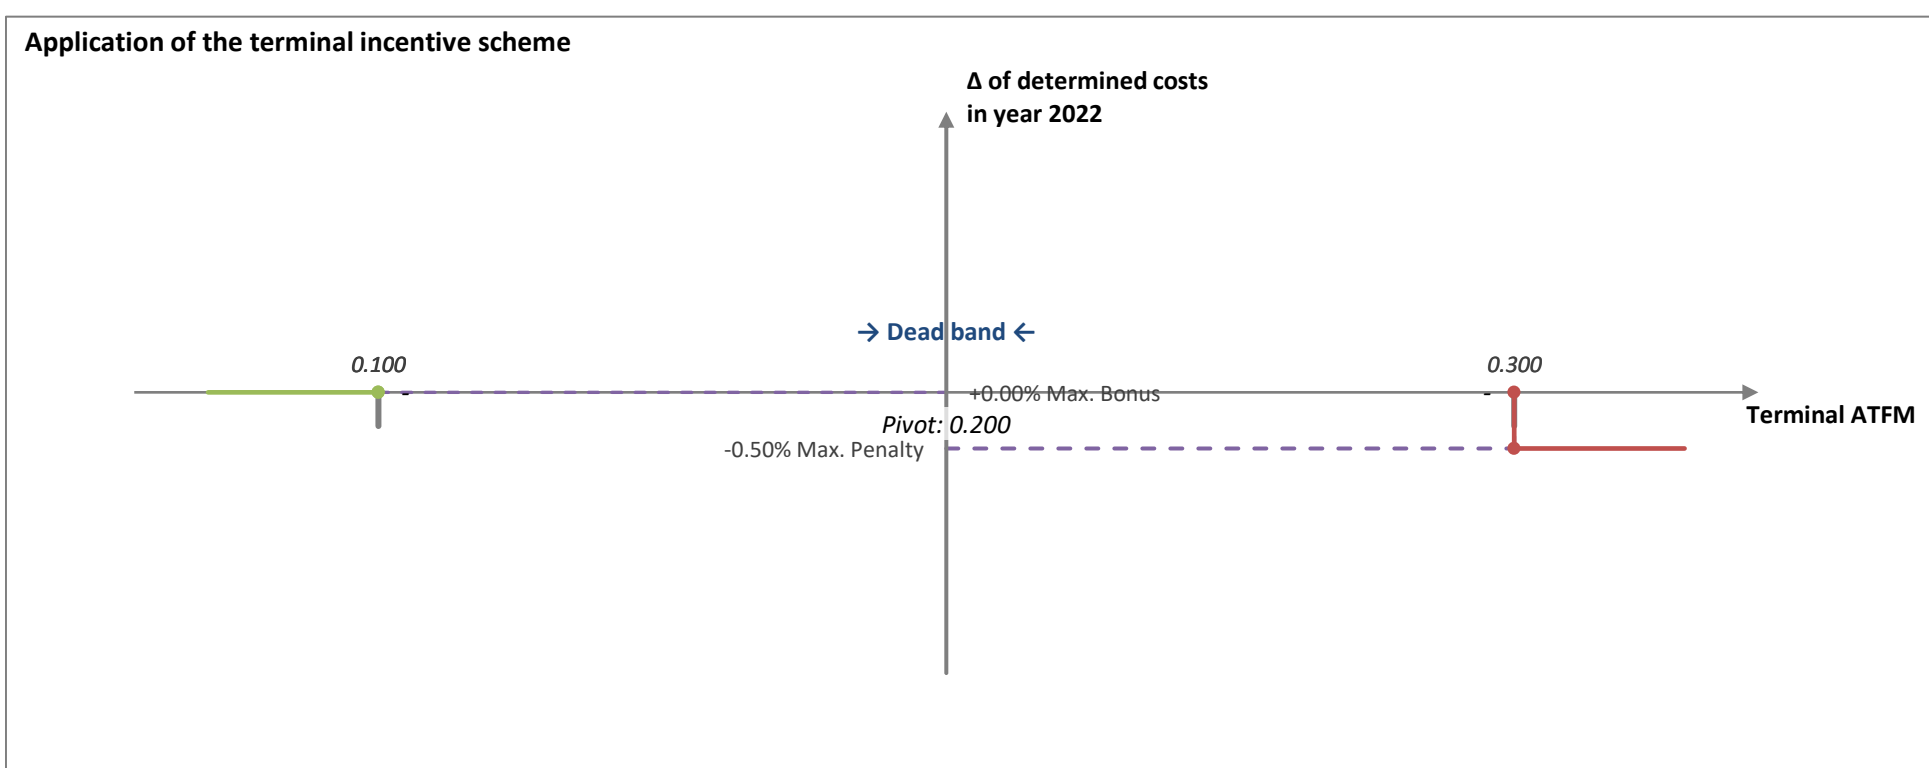 Application of the terminal incentive scheme
Δ of determined costs
in year 2022
→ Dead band ←
0.100
0.300
-
+0.00% Max. Bonus
-
Terminal ATFM
Pivot: 0.200
-0.50% Max. Penalty